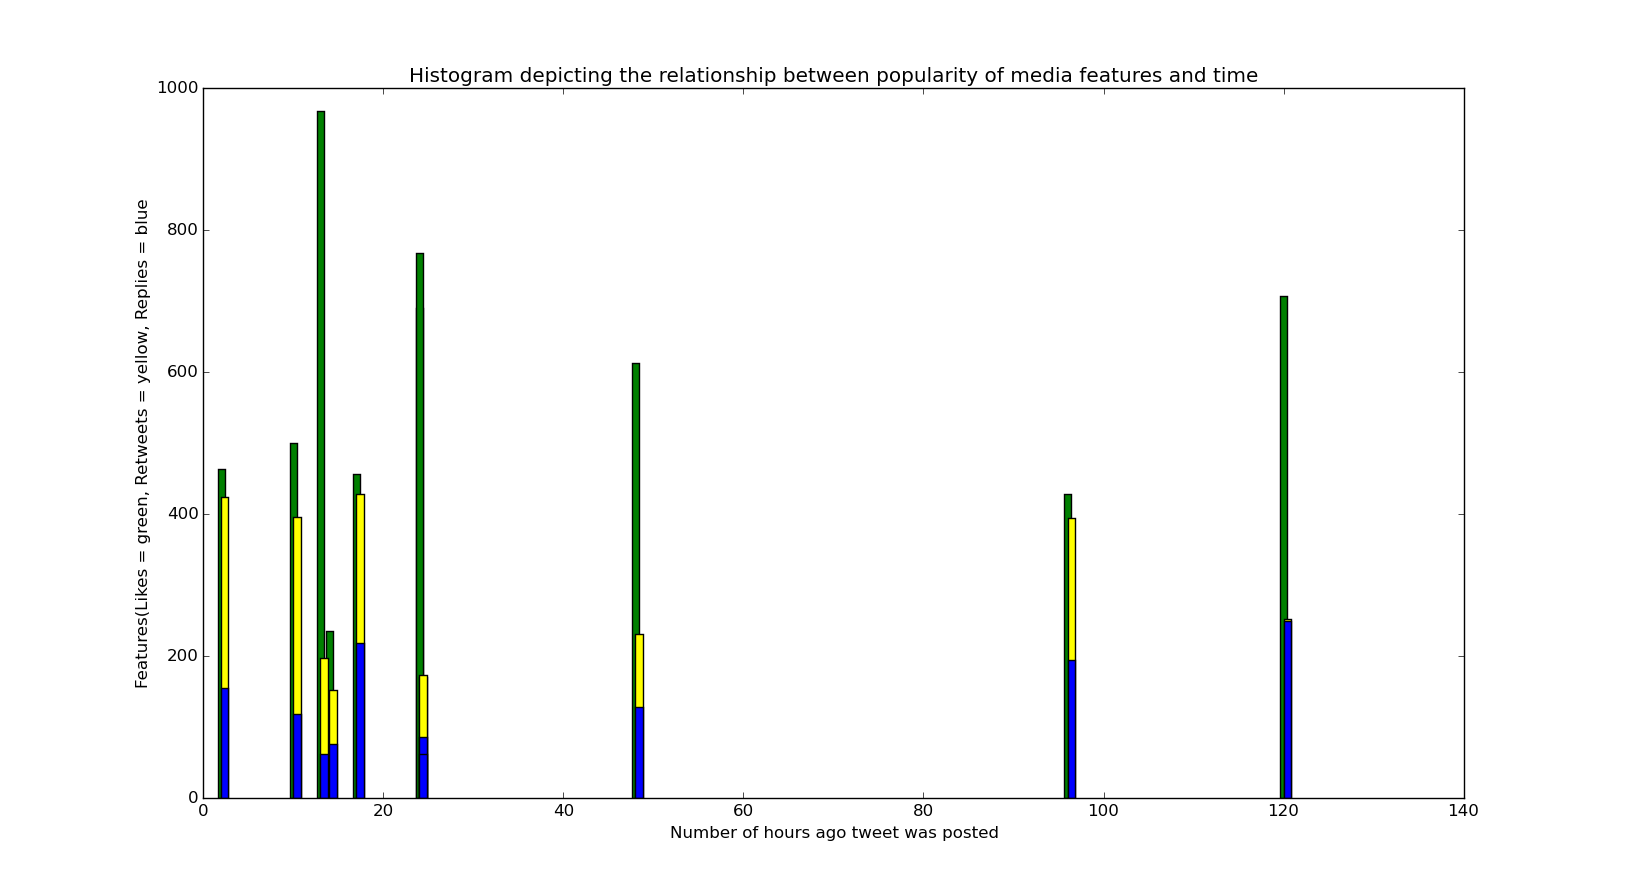 Histogram depicting the relationship between popularity of media features and time
Features(Likes = green, Retweets = yellow, Replies = blue
1000
800
600
400
200
0
0 20 40 60 80 100 120 140
Number of hours ago tweet was posted